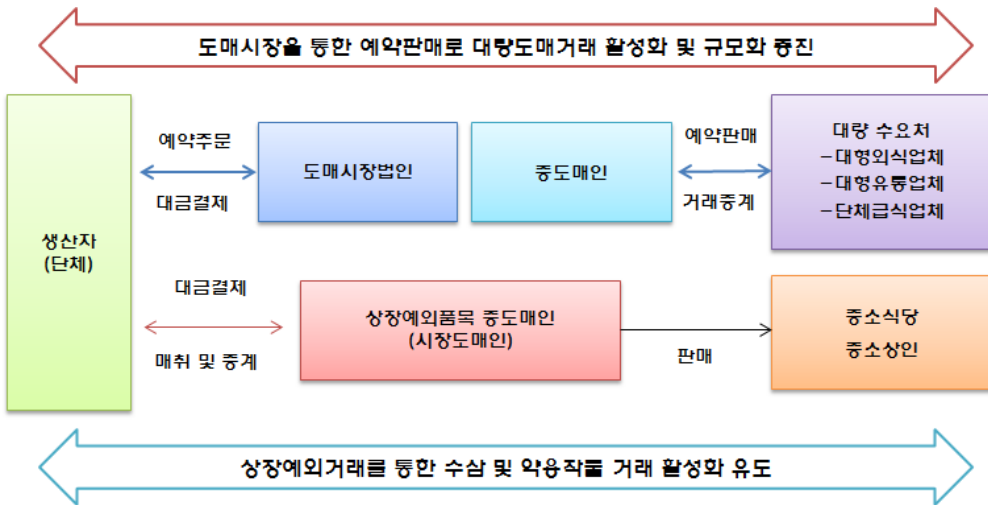 도매시장을 통한 예약판매로 대량도매거래 활성화 및 규모화 증진
생산자
(단체)
예약주문
대금결제
도매시장법인
중도매인
예약판매
거래중계
대량 수요처
-대형외식업체
-대형유통업체
-단체급식업체
대금결제
매취 및 중계
상장예외품목 중도매인
(시장도매인)
판매
중소식당
중소상인
상장예외거래를 통한 수삼 및 약용작물 거래 활성화 유도